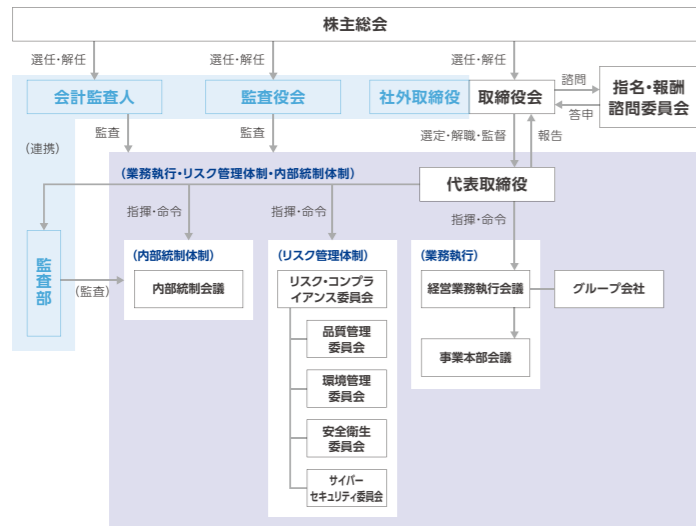 株主総会
選任・解任
選任・解任
選任・解任
会計監査人
監査役会
社外取締役
取締役会
諮問
答申
指名・報酬
諮問委員会
(連携)
監査
監査
選定・解職・監督
報告
(業務執行・リスク管理体制・内部統制体制)
代表取締役
指揮・命令
指揮・命令
指揮・命令
監査部
(監査)
(内部統制体制)
内部統制会議
(リスク管理体制)
リスク・コンプラ
イアンス委員会
品質管理
委員会
環境管理
委員会
安全衛生
委員会
サイバー
セキュリティ委員会
(業務執行)
経営業務執行会議
グループ会社
事業本部会議